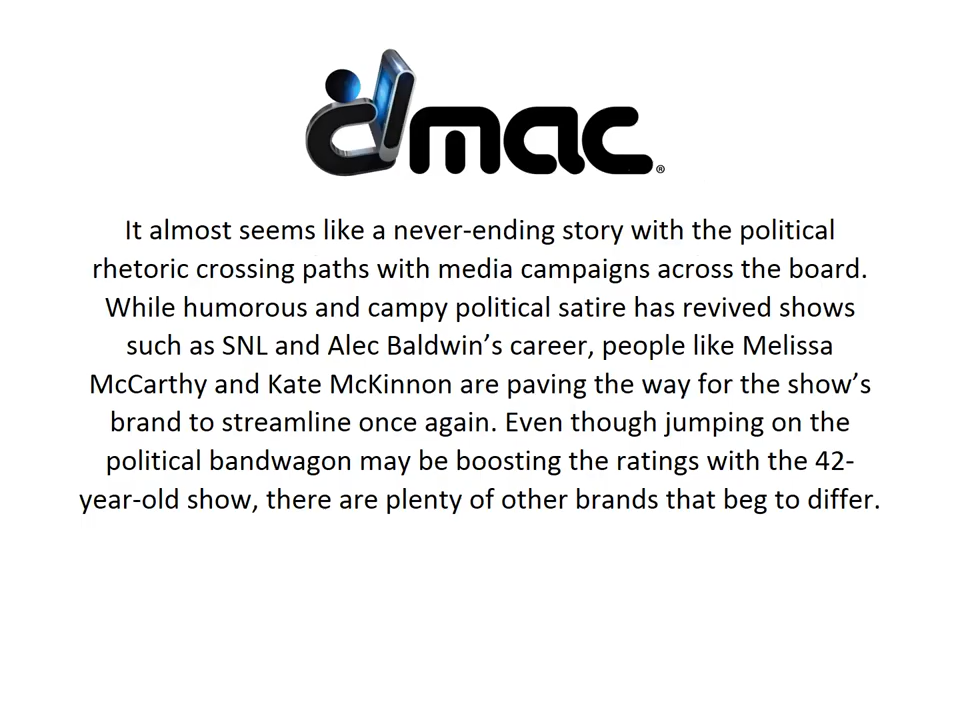 dmac®
It almost seems like a never-ending story with the political
rhetoric crossing paths with media campaigns across the board.
While humorous and campy political satire has revived shows
such as SNL and Alec Baldwin’s career, people like Melissa
McCarthy and Kate McKinnon are paving the way for the show’s
brand to streamline once again. Even though jumping on the
political bandwagon may be boosting the ratings with the 42-
year-old show, there are plenty of other brands that beg to differ.